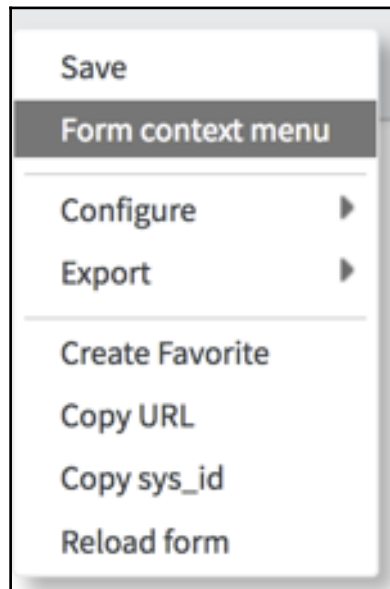 Save
Form context menu
Configure
Export
Create Favorite
Copy URL
Copy sys_id
Reload form